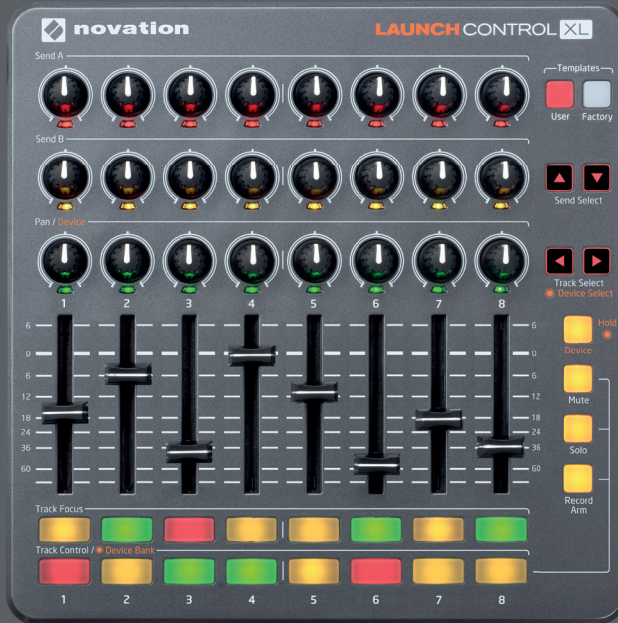 novation
LAUNCHCONTROL XL
Send A
Templates
User Factory
Send B
Send Select
Pan / Device
1 2 3 4 5 6 7 8
Track Select
Device Select
6 6
0 0
6 6
12 12
18 18
24 24
36 36
60 60
Hold
Device
Mute
Solo
Record
Arm
Track Focus
Track Control / Device Bank
1 2 3 4 5 6 7 8